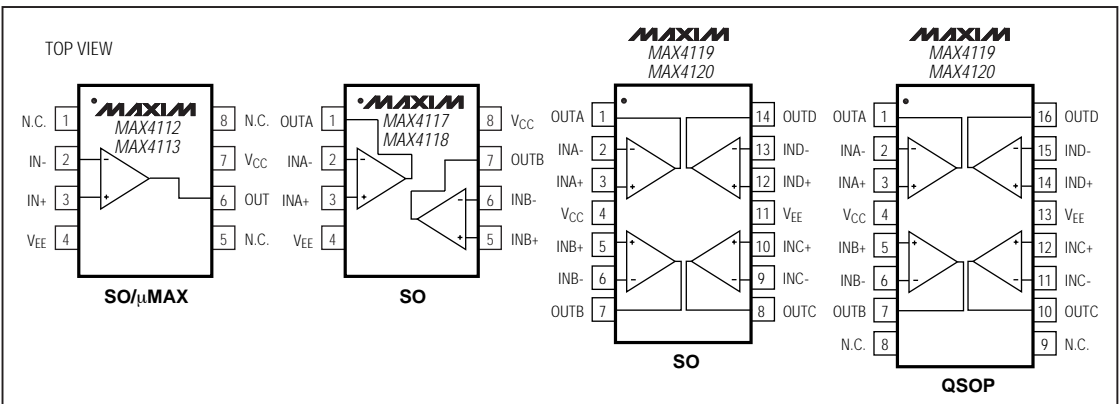 TOP VIEW
MAXIM
MAX4112
MAX4113
N.C. 1
IN- 2
IN+ 3
VEE 4
8 N.C.
7 VCC
6 OUT
5 N.C.
- 
+
SO/µMAX
MAXIM
MAX4117
MAX4118
OUTA 1
INA- 2
INA+ 3
VEE 4
8 VCC
7 OUTB
6 INB-
5 INB+
-
+
-
+
SO
MAXIM
MAX4119
MAX4120
OUTA 1
INA- 2
INA+ 3
VCC 4
INB+ 5
INB- 6
OUTB 7
14 OUTD
13 IND-
12 IND+
11 VEE
10 INC+
9 INC-
8 OUTC
-
+
-
+
+
-
+
-
SO
MAXIM
MAX4119
MAX4120
OUTA 1
INA- 2
INA+ 3
VCC 4
INB+ 5
INB- 6
OUTB 7
N.C. 8
16 OUTD
15 IND-
14 IND+
13 VEE
12 INC+
11 INC-
10 OUTC
9 N.C.
-
+
-
+
+
-
+
-
QSOP